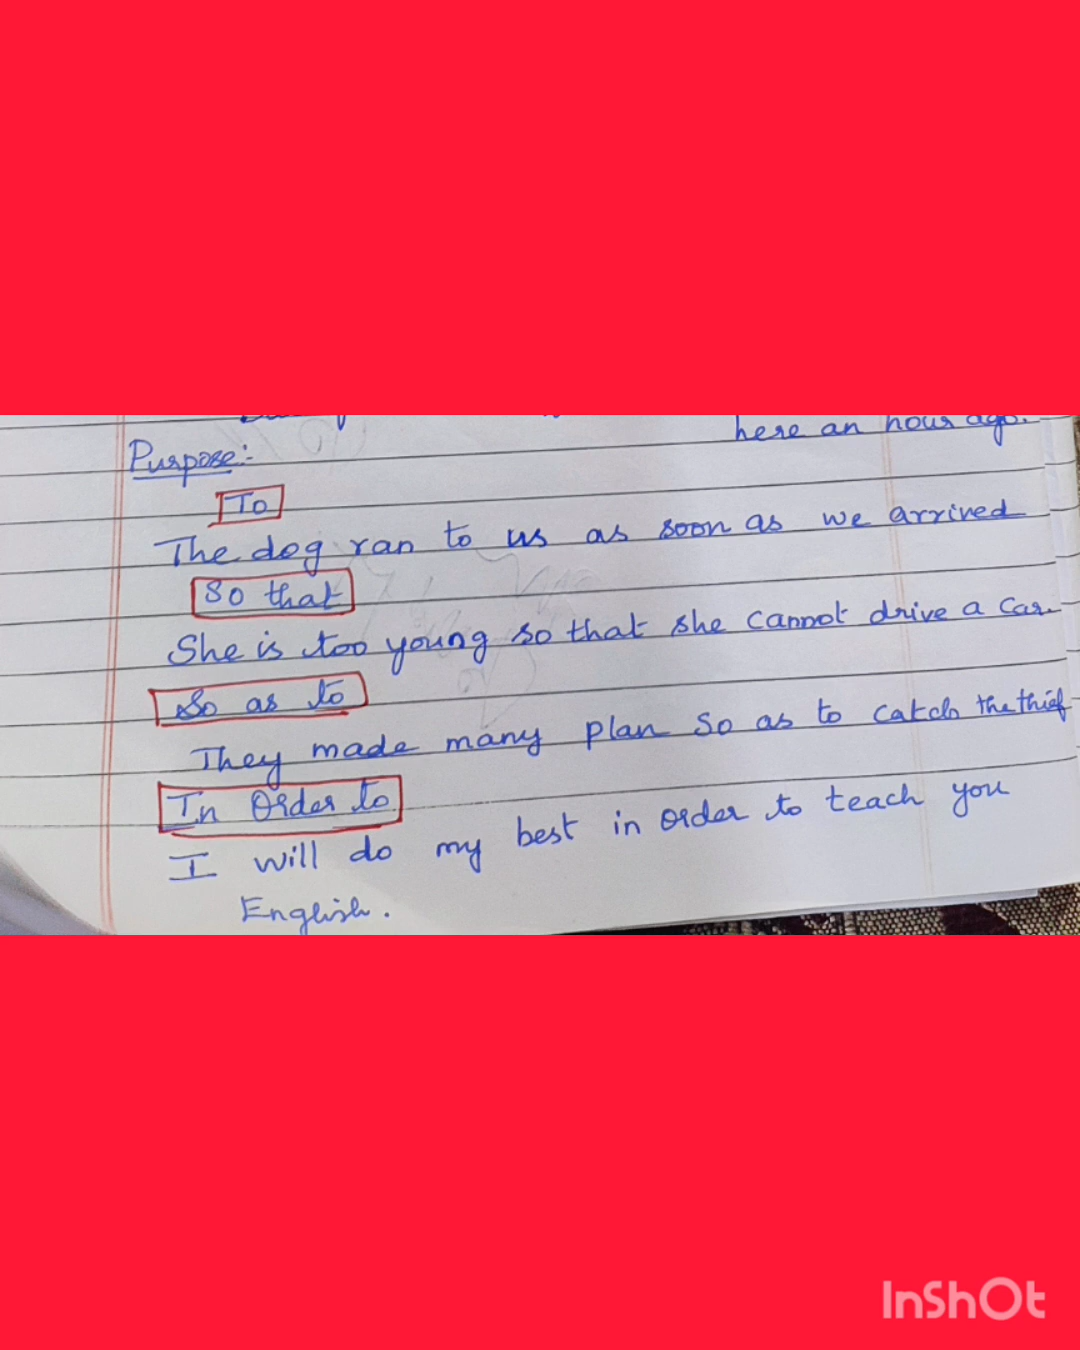 here an hour ago.
Purpose:-
To
The dog ran to us as soon as we arrived
So that
She is too young so that she cannot drive a car.
So as to
They made many plan so as to catch the thief
In Order to
I will do my best in order to teach you
English.
InShOt